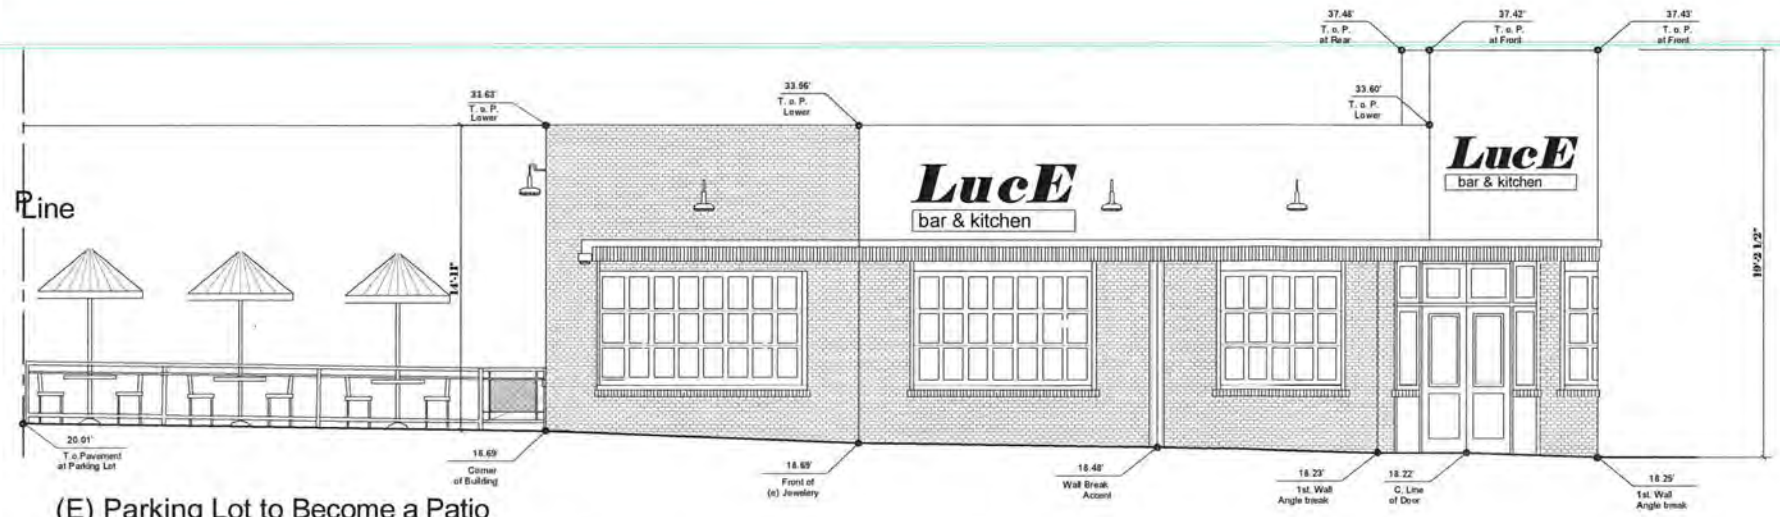 37.48'
T. o. P.
at Rear
37.42'
T. o. P.
at Front
37.43'
T. o. P.
at Front
33.63'
T. o. P.
Lower
33.56'
T. o. P.
Lower
33.60'
T. o. P.
Lower
LucE
bar & kitchen
LucE
bar & kitchen
PLine
14'-11"
19'-2 1/2"
20.01'
T. o Pavement
at Parking Lot
18.69'
Corner
of Building
18.69'
Front of
(e) Jewelery
18.48'
Wall Break
Accent
18.23'
1st. Wall
Angle break
18.22'
C. Line
of Door
18.25'
1st. Wall
Angle break
(E) Parking Lot to Become a Patio